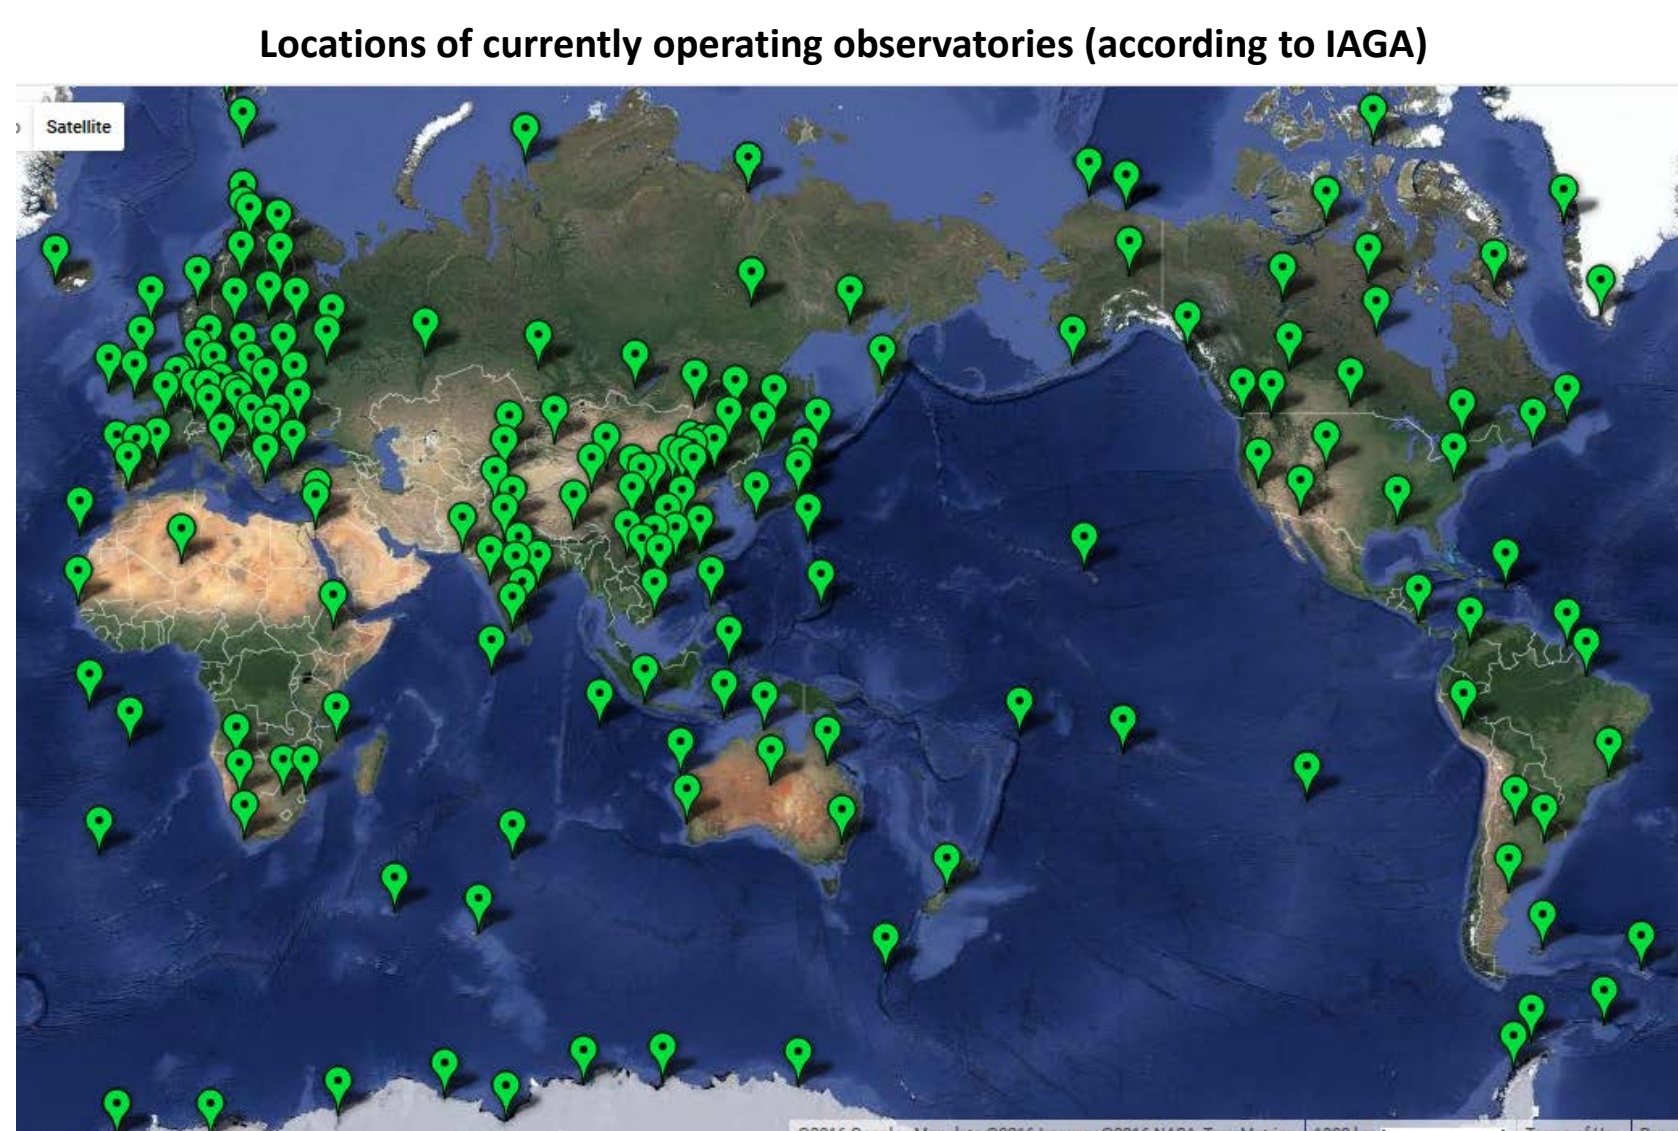 Locations of currently operating observatories (according to IAGA)
Satellite